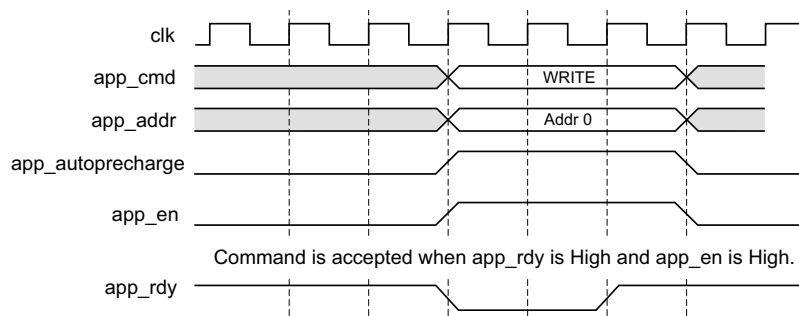 clk
app_cmd WRITE
app_addr Addr 0
app_autoprecharge
app_en
Command is accepted when app_rdy is High and app_en is High.
app_rdy